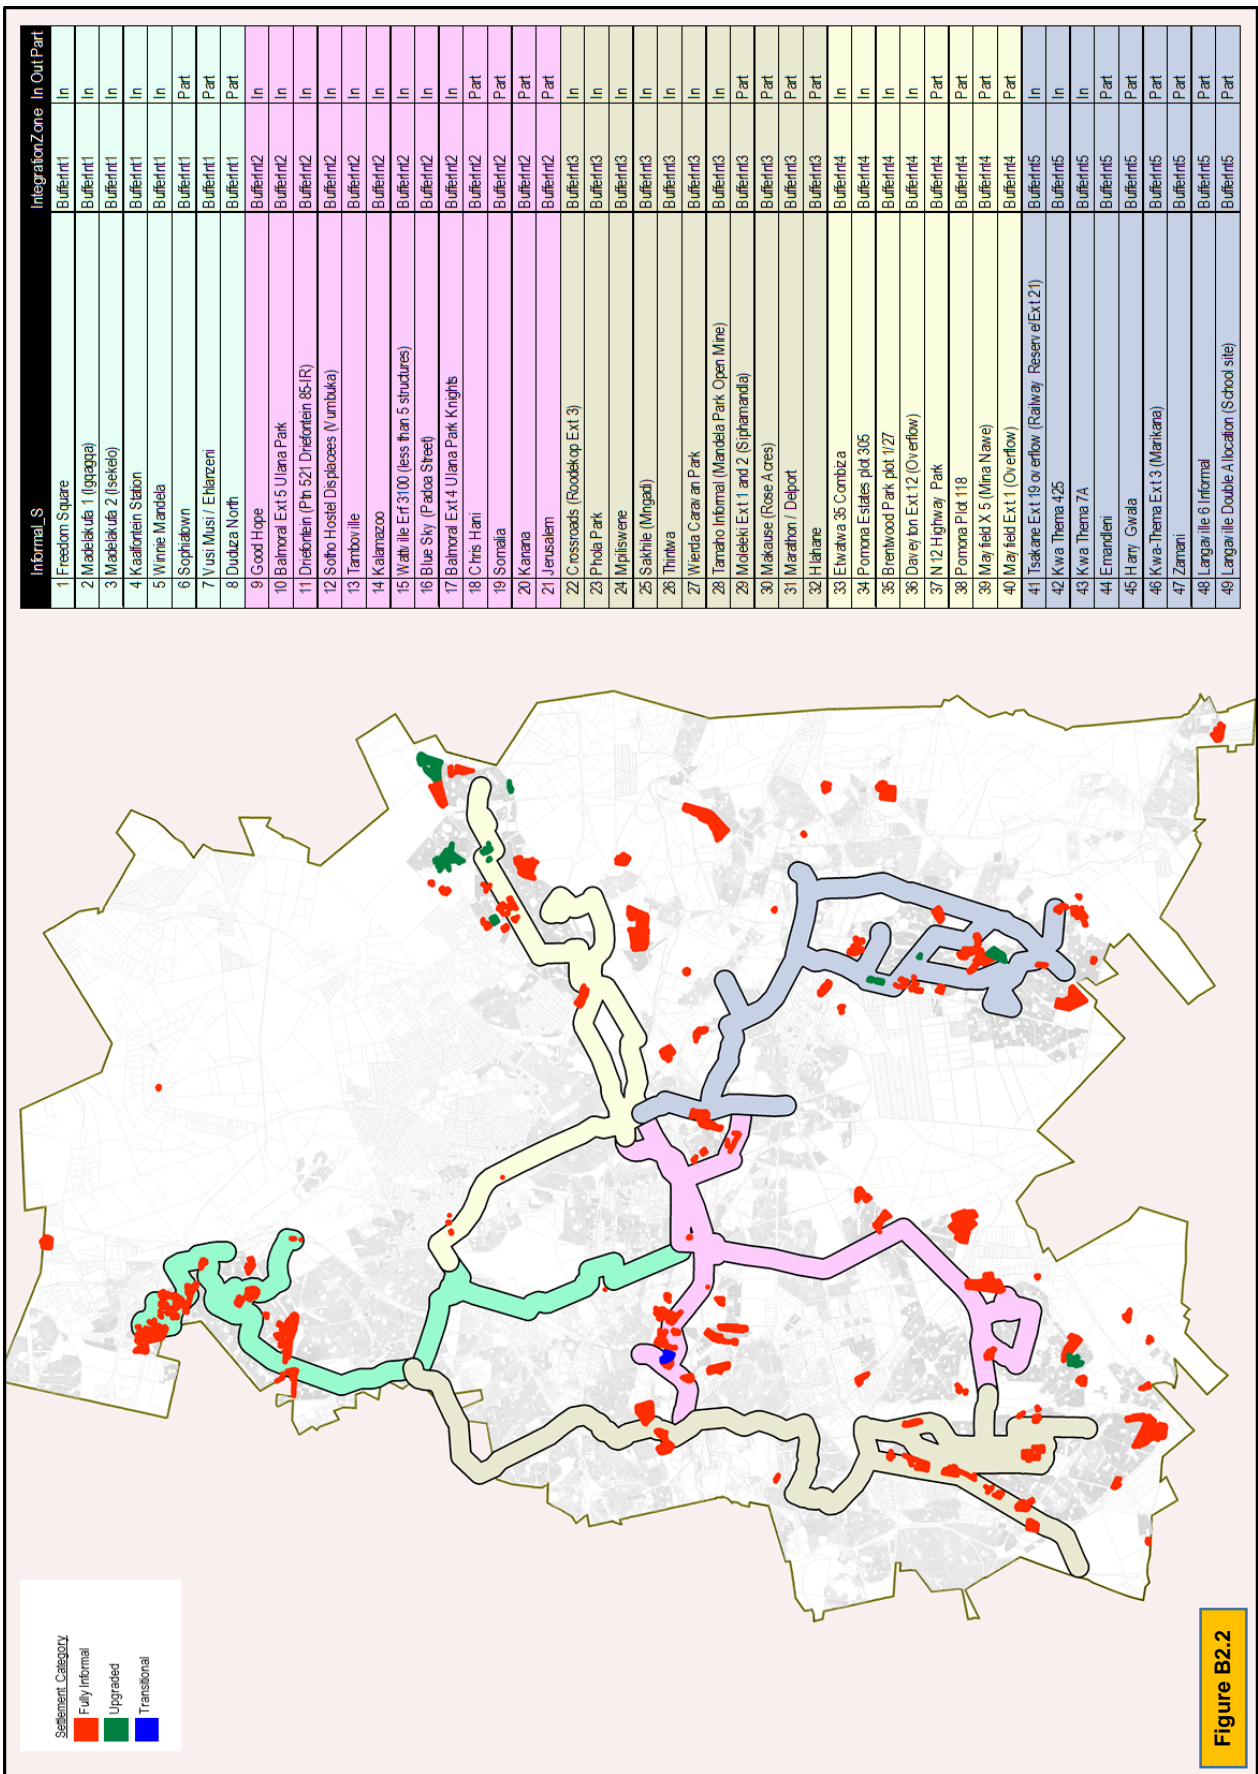 Informal_S IntegrationZone In Out Part
1 Freedom Square BufferInt1 In
2 Madelakufa 1 (Igqagqa) BufferInt1 In
3 Madelakufa 2 (Isekelo) BufferInt1 In
4 Kaalfontein Station BufferInt1 In
5 Winnie Mandela BufferInt1 In
6 Sophiatown BufferInt1 Part
7 Vusi Musi / Ehlanzeni BufferInt1 Part
8 Duduza North BufferInt1 Part
9 Good Hope BufferInt2 In
10 Balmoral Ext 5 Ulana Park BufferInt2 In
11 Driefontein (Ptn 521 Driefontein 85-IR) BufferInt2 In
12 Sotho Hostel Displacees (Vumbuka) BufferInt2 In
13 Tamboville BufferInt2 In
14 Kalamazoo BufferInt2 In
15 Wattville Erf 3100 (less than 5 structures) BufferInt2 In
16 Blue Sky (Padoa Street) BufferInt2 In
17 Balmoral Ext 4 Ulana Park Knights BufferInt2 In
18 Chris Hani BufferInt2 Part
19 Somalia BufferInt2 Part
20 Kanana BufferInt2 Part
21 Jerusalem BufferInt2 Part
22 Crossroads (Roodekop Ext 3) BufferInt3 In
23 Phola Park BufferInt3 In
24 Mpilisweni BufferInt3 In
25 Sakhile (Mngadi) BufferInt3 In
26 Thintwa BufferInt3 In
27 Wierda Caravan Park BufferInt3 In
28 Tamaho Informal (Mandela Park Open Mine) BufferInt3 In
29 Moleleki Ext 1 and 2 (Siphamandla) BufferInt3 Part
30 Makause (Rose Acres) BufferInt3 Part
31 Marathon / Delport BufferInt3 Part
32 Hlahane BufferInt3 Part
33 Etwatwa 35 Combiza BufferInt4 In
34 Pomona Estates plot 305 BufferInt4 In
35 Brentwood Park plot 1/27 BufferInt4 In
36 Daveyton Ext 12 (Overflow) BufferInt4 In
37 N12 Highway Park BufferInt4 Part
38 Pomona Plot 118 BufferInt4 Part
39 Mayfield X 5 (Mina Nawe) BufferInt4 Part
40 Mayfield Ext 1 (Overflow) BufferInt4 Part
41 Tsakane Ext 19 overflow (Railway Reserve/Ext 21) BufferInt5 In
42 Kwa Thema 425 BufferInt5 In
43 Kwa Thema 7A BufferInt5 In
44 Emandleni BufferInt5 Part
45 Harry Gwala BufferInt5 Part
46 Kwa-Thema Ext 3 (Marikana) BufferInt5 Part
47 Zamani BufferInt5 Part
48 Langaville 6 Informal BufferInt5 Part
49 Langaville Double Allocation (School site) BufferInt5 Part
Settlement Category
Fully Informal
Upgraded
Transitional
Figure B2.2